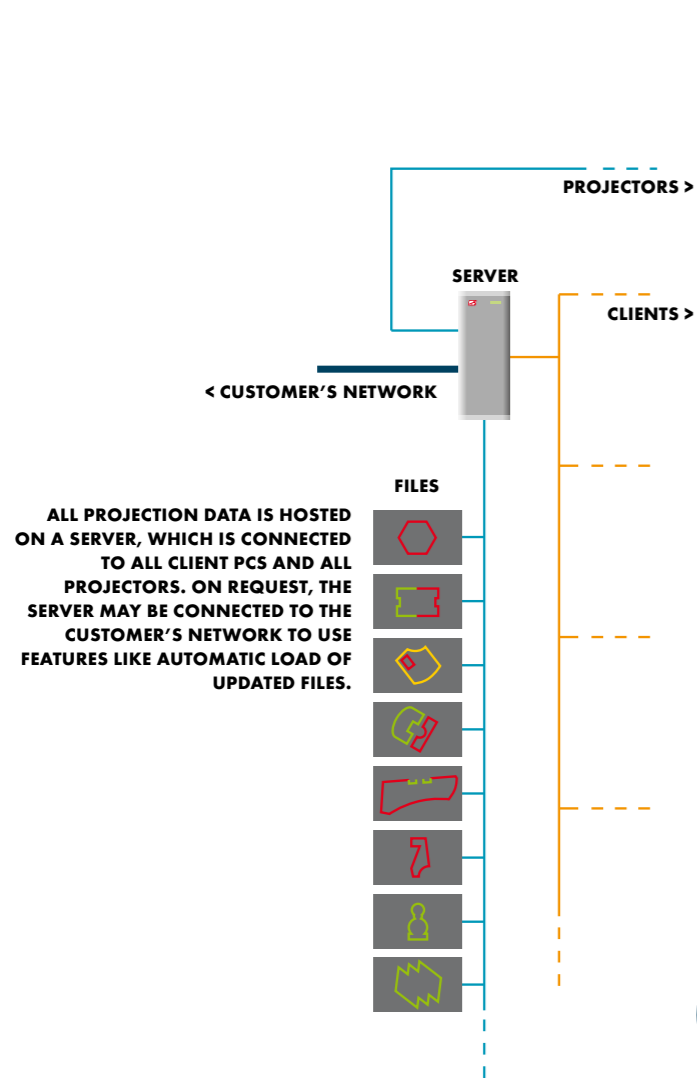 PROJECTORS >
SERVER
CLIENTS >
< CUSTOMER'S NETWORK
FILES
ALL PROJECTION DATA IS HOSTED
ON A SERVER, WHICH IS CONNECTED
TO ALL CLIENT PCS AND ALL
PROJECTORS. ON REQUEST, THE
SERVER MAY BE CONNECTED TO THE
CUSTOMER'S NETWORK TO USE
FEATURES LIKE AUTOMATIC LOAD OF
UPDATED FILES.